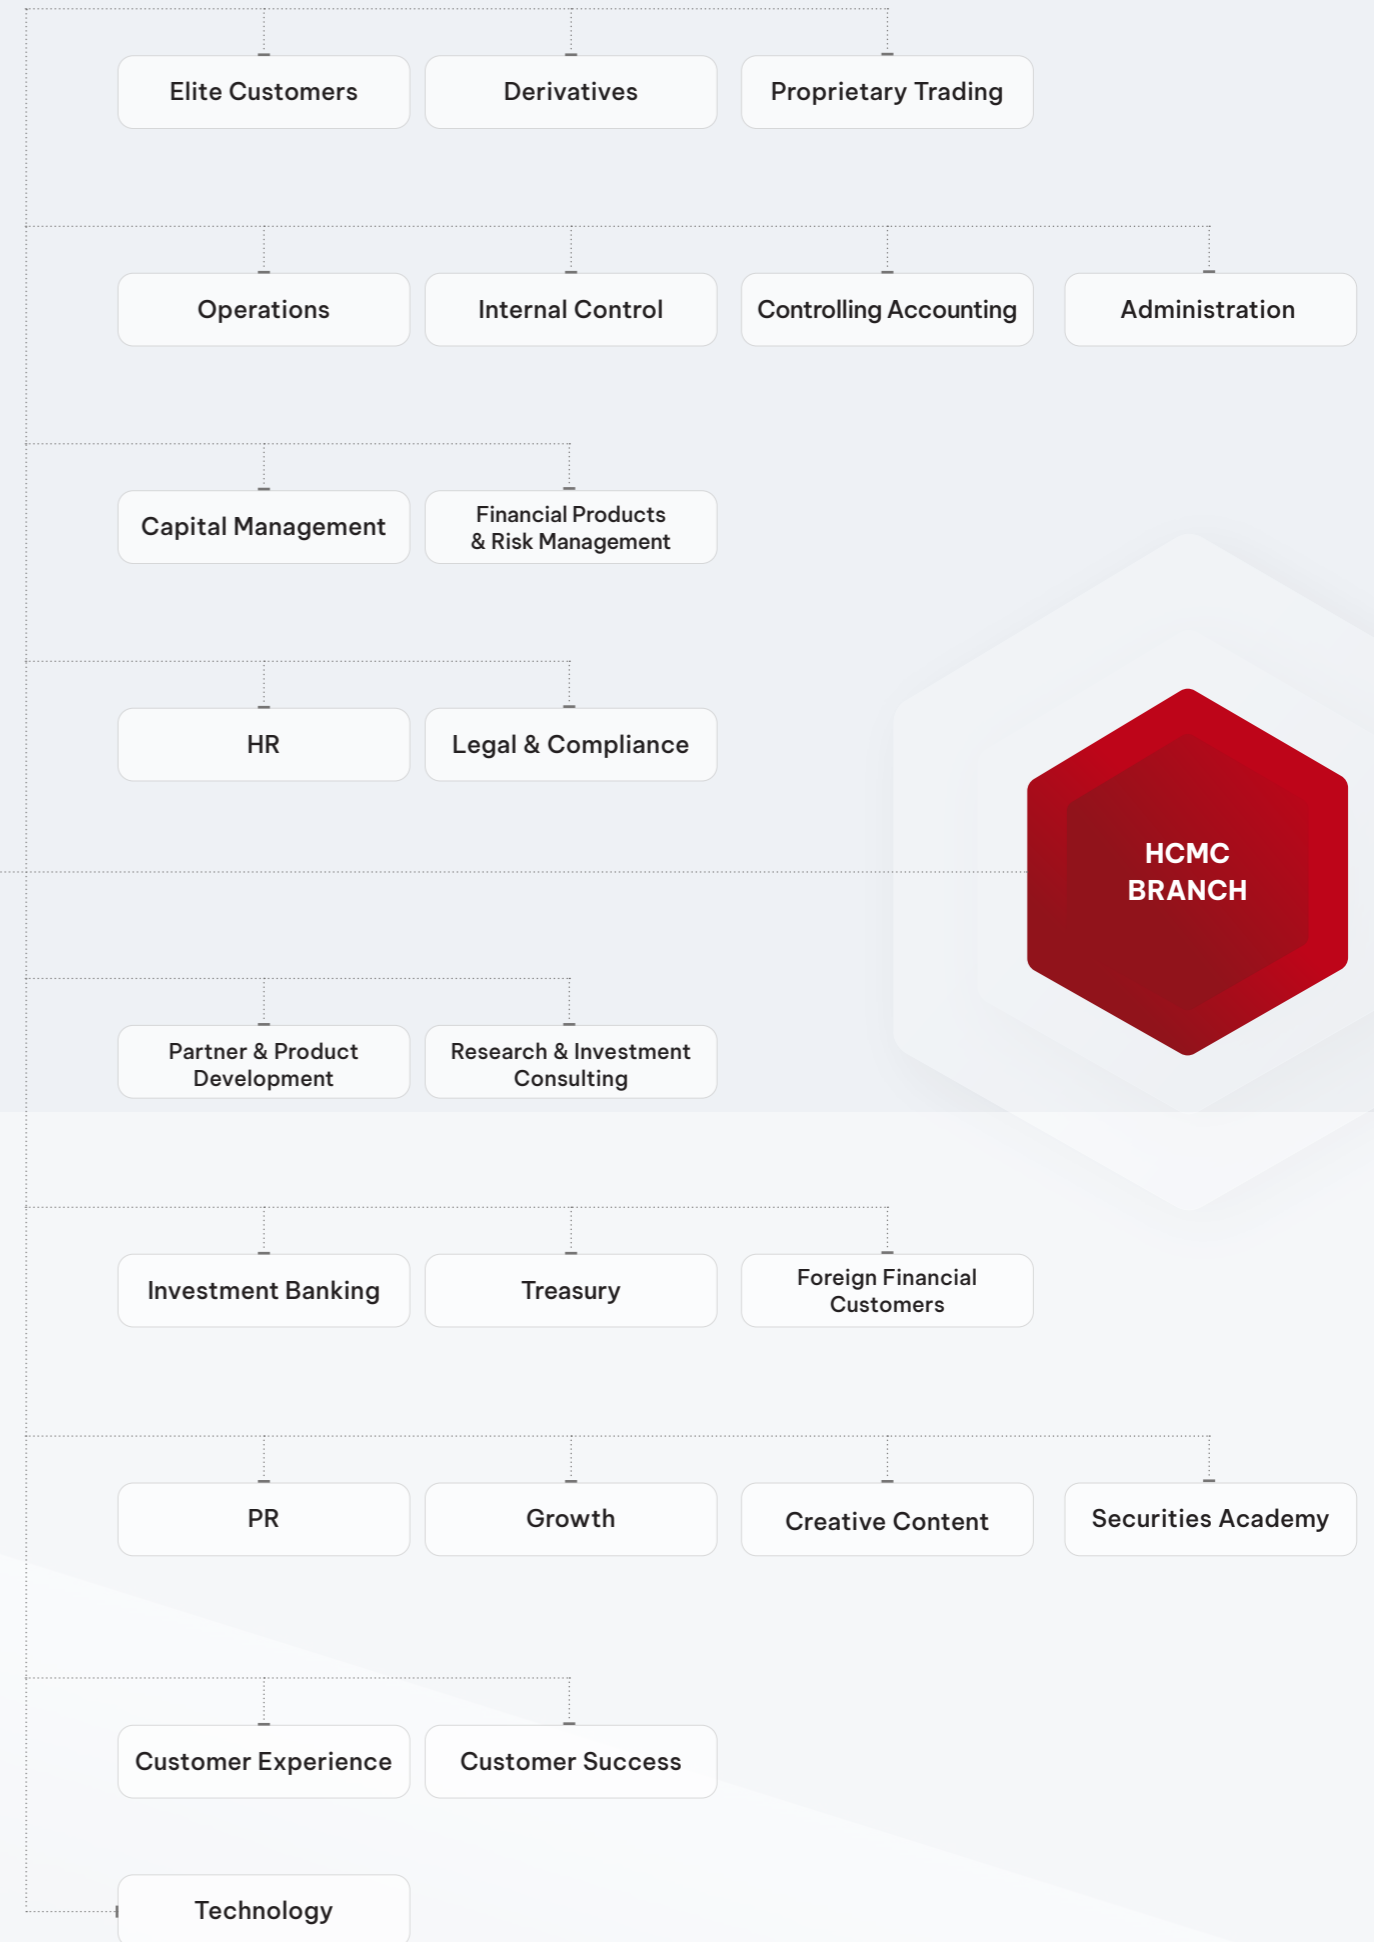 Elite Customers
Derivatives
Proprietary Trading
Operations
Internal Control
Controlling Accounting
Administration
Capital Management
Financial Products
& Risk Management
HR
Legal & Compliance
HCMC
BRANCH
Partner & Product
Development
Research & Investment
Consulting
Investment Banking
Treasury
Foreign Financial
Customers
PR
Growth
Creative Content
Securities Academy
Customer Experience
Customer Success
Technology